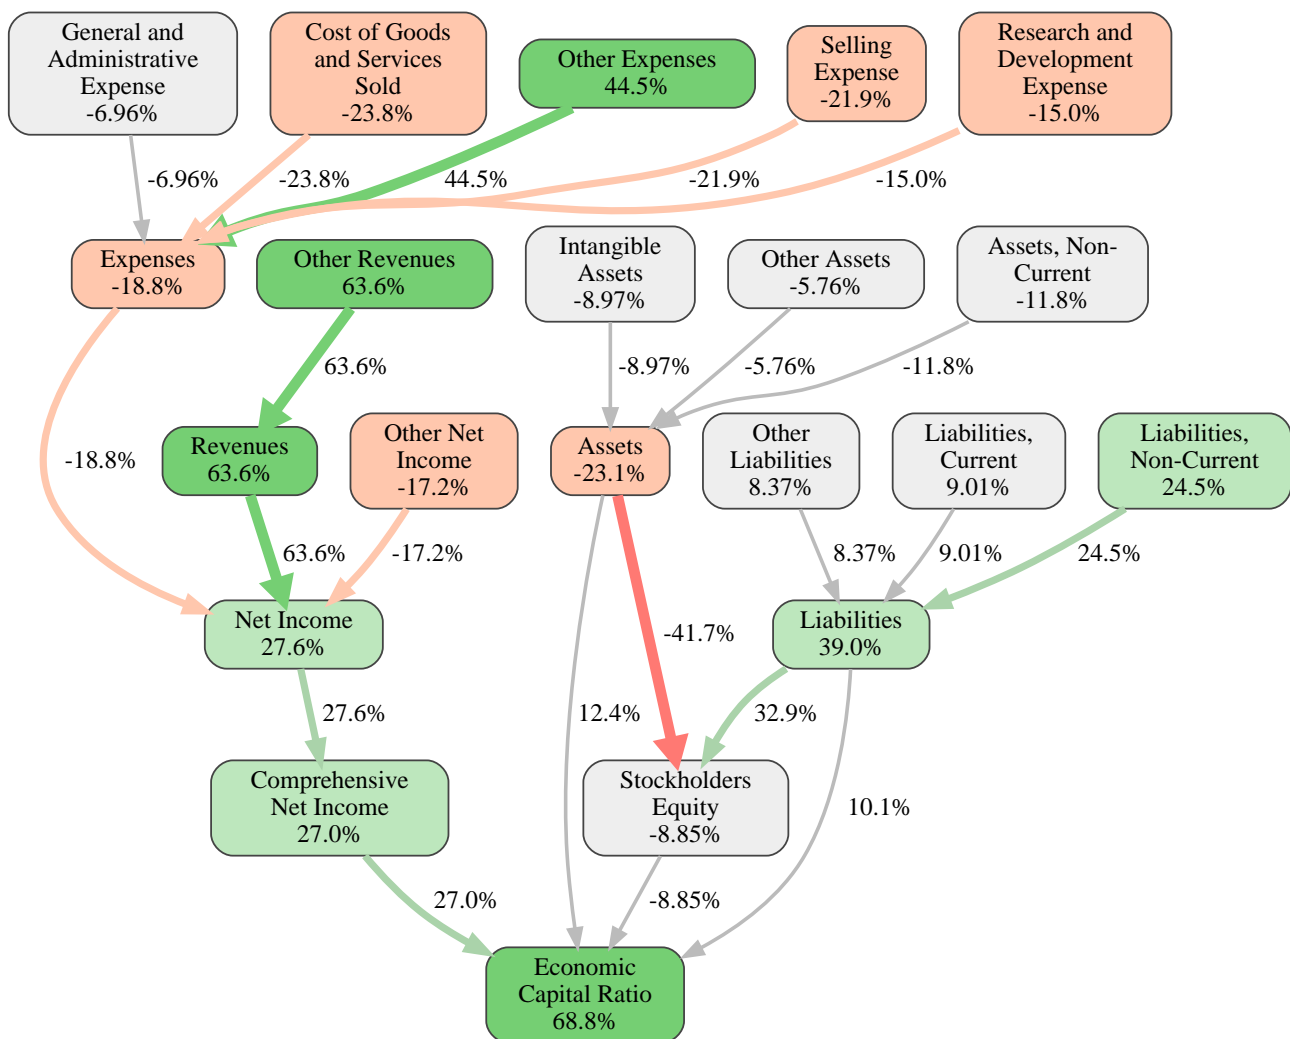 General and
Administrative
Expense
-6.96%
Cost of Goods
and Services
Sold
-23.8%
Other Expenses
44.5%
Selling
Expense
-21.9%
Research and
Development
Expense
-15.0%
-6.96%
-23.8%
44.5%
-21.9%
-15.0%
Expenses
-18.8%
Other Revenues
63.6%
Intangible
Assets
-8.97%
Other Assets
-5.76%
Assets, Non-
Current
-11.8%
63.6%
-8.97%
-5.76%
-11.8%
-18.8%
Revenues
63.6%
Other Net
Income
-17.2%
Assets
-23.1%
Other
Liabilities
8.37%
Liabilities,
Current
9.01%
Liabilities,
Non-Current
24.5%
63.6%
-17.2%
8.37%
9.01%
24.5%
Net Income
27.6%
-41.7%
Liabilities
39.0%
27.6%
12.4%
32.9%
Comprehensive
Net Income
27.0%
Stockholders
Equity
-8.85%
10.1%
27.0%
-8.85%
Economic
Capital Ratio
68.8%